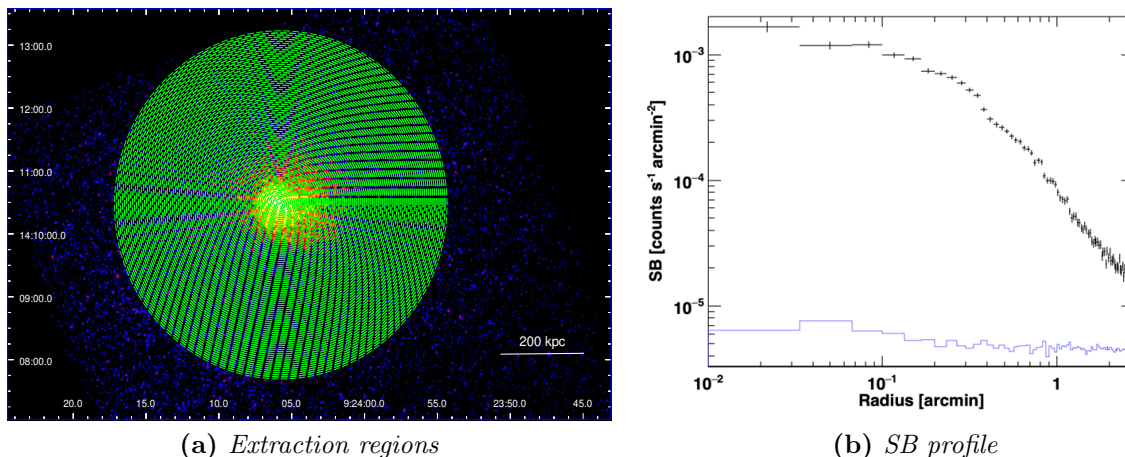 13:00.0
12:00.0
11:00.0
14:10:00.0
09:00.0
08:00.0
200 kpc
20.0 15.0 10.0 05.0 9:24:00.0 55.0 23:50.0 45.0
(a) Extraction regions
SB [counts s⁻¹ arcmin⁻²]
10⁻³
10⁻⁴
10⁻⁵
10⁻² 10⁻¹ 1
Radius [arcmin]
(b) SB profile